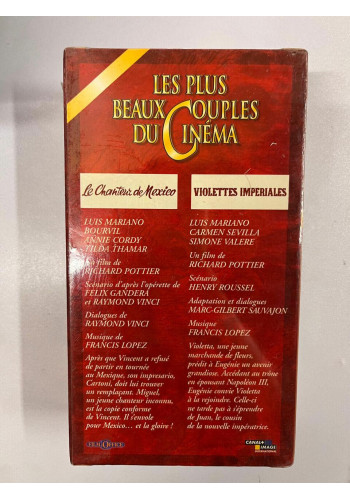 LES PLUS
BEAUX COUPLES
DU CINÉMA
Le Chanteur de Mexico
VIOLETTES IMPERIALES
LUIS MARIANO
BOURVIL
ANNIE CORDY
TILDA THAMAR
Un film de
RICHARD POTTIER
Scénario d'après l'opérette de
FELIX GANDERA
et RAYMOND VINCI
Dialogues de
RAYMOND VINCI
Musique de
FRANCIS LOPEZ
Après que Vincent a refusé
de partir en tournée
au Mexique, son impresario,
Cartoni, doit lui trouver
un remplaçant. Miguel,
un jeune chanteur inconnu,
est la copie conforme
de Vincent. Il s'envole
pour Mexico... et la gloire !
LUIS MARIANO
CARMEN SEVILLA
SIMONE VALERE
Un film de
RICHARD POTTIER
Scénario
HENRY ROUSSEL
Adaptation et dialogues
MARC-GILBERT SAUVAJON
Musique
FRANCIS LOPEZ
Violetta, une jeune
marchande de fleurs,
prédit à Eugénie un avenir
grandiose. Accédant au trône
en épousant Napoléon III,
Eugénie convie Violetta
à la rejoindre. Celle-ci
ne tarde pas à s'éprendre
de Juan, le cousin
de la nouvelle impératrice.
CANAL+
IMAGE